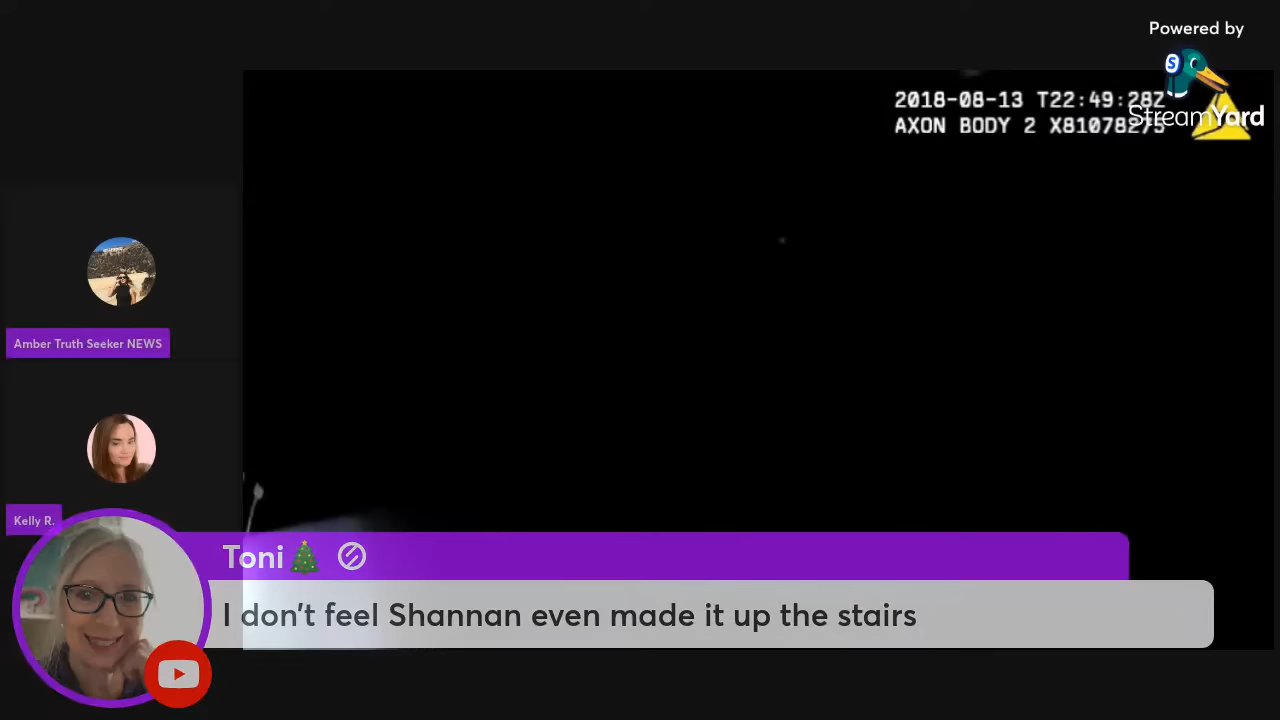 Powered by
StreamYard
2018-08-13 T22:49:28Z
AXON BODY 2 X81078275
Amber Truth Seeker NEWS
Kelly R.
Toni🎄
I don't feel Shannan even made it up the stairs